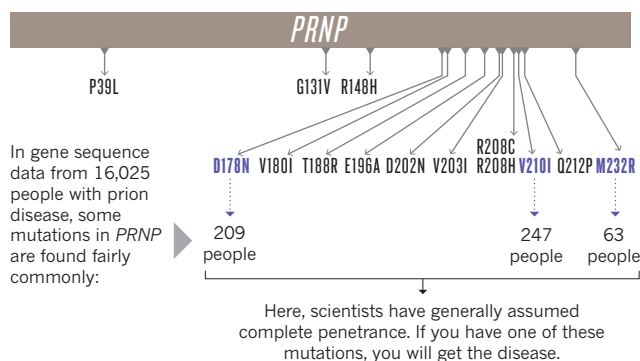 PRNP
P39L
G131V R148H
R208C
D178N V180I T188R E196A D202N V203I R208H V210I Q212P M232R
In gene sequence
data from 16,025
people with prion
disease, some
mutations in PRNP
are found fairly
commonly:
209
people
247
people
63
people
Here, scientists have generally assumed
complete penetrance. If you have one of these
mutations, you will get the disease.